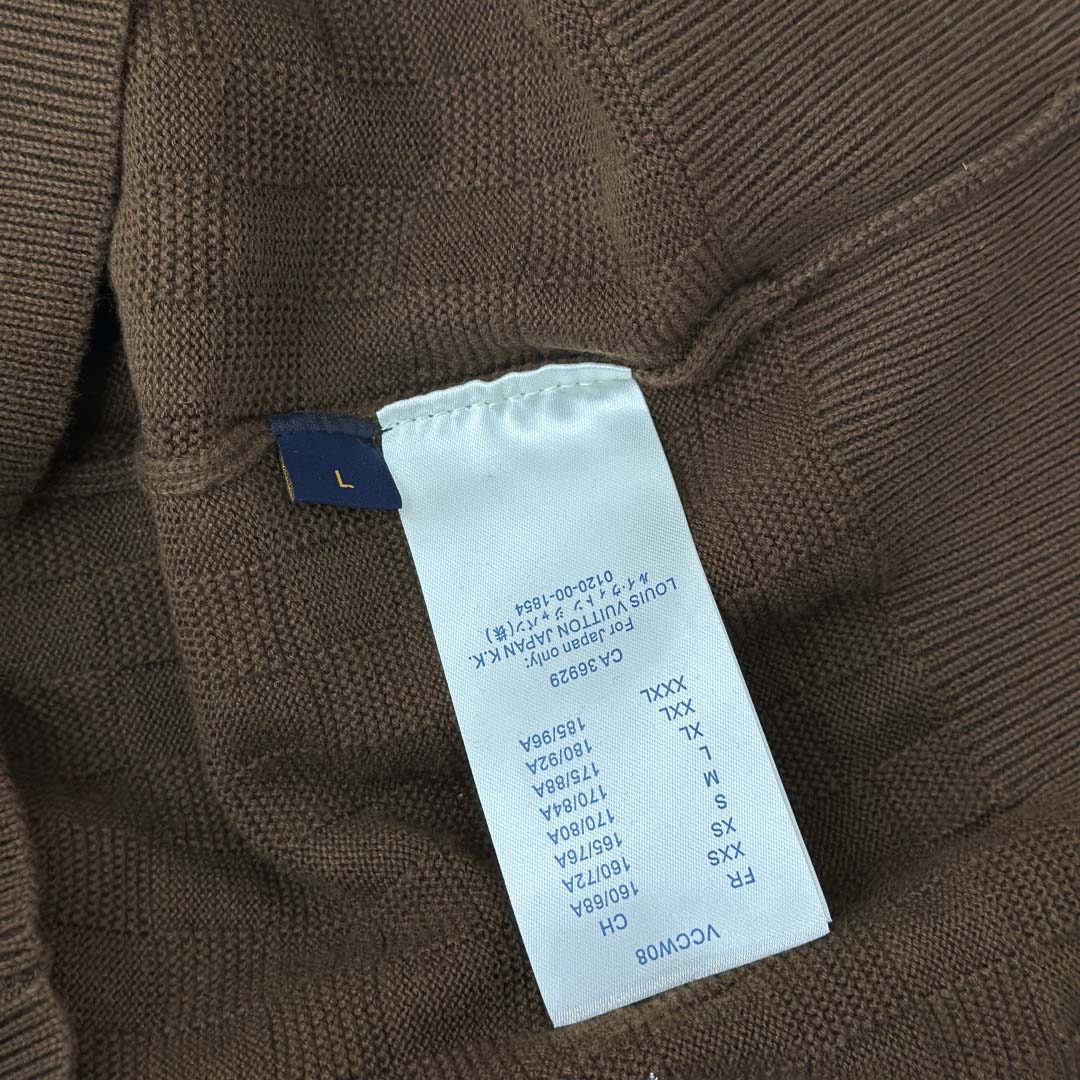 L
VCCW08
FR CH
XXS 160/68A
XS 160/72A
S 165/76A
M 170/80A
L 170/84A
XL 175/88A
XXL 180/92A
XXXL 185/96A
CA 36929
For Japan only:
LOUIS VUITTON JAPAN K.K.
ルイ·ヴィトン ジャパン(株)
0120-00-1854